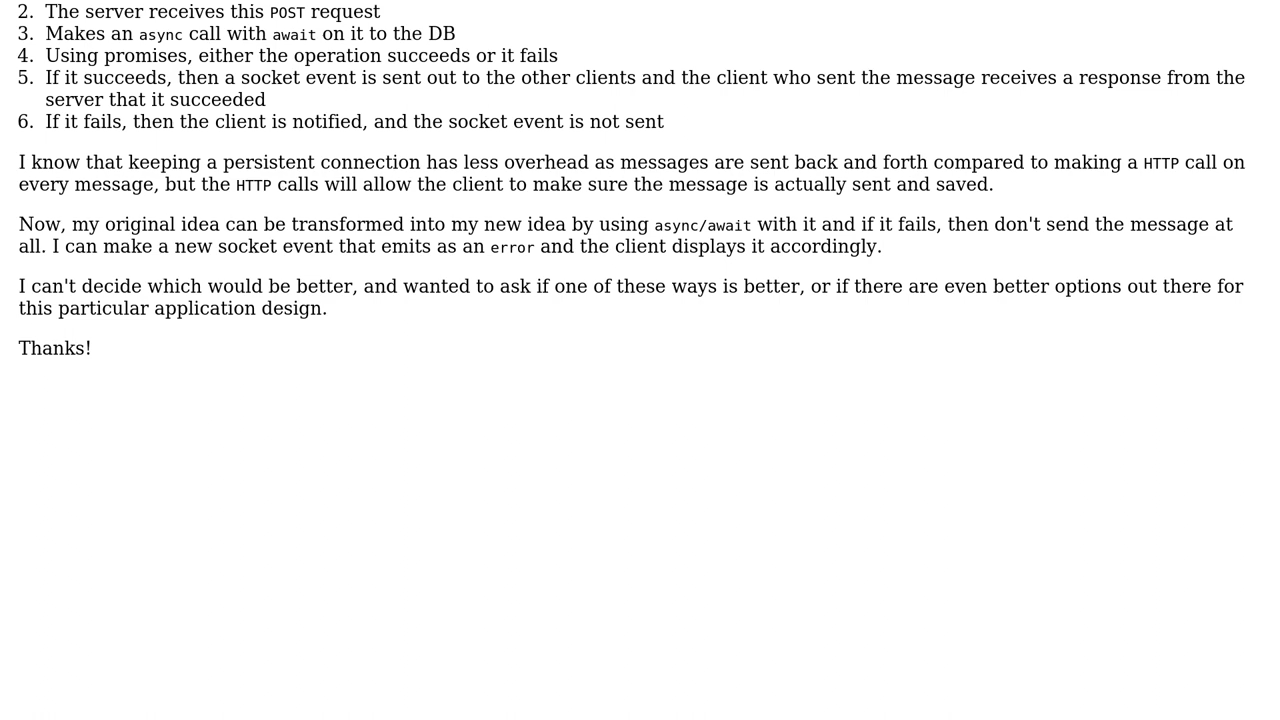 2. The server receives this POST request
3. Makes an async call with await on it to the DB
4. Using promises, either the operation succeeds or it fails
5. If it succeeds, then a socket event is sent out to the other clients and the client who sent the message receives a response from the
server that it succeeded
6. If it fails, then the client is notified, and the socket event is not sent
I know that keeping a persistent connection has less overhead as messages are sent back and forth compared to making a HTTP call on
every message, but the HTTP calls will allow the client to make sure the message is actually sent and saved.
Now, my original idea can be transformed into my new idea by using async/await with it and if it fails, then don't send the message at
all. I can make a new socket event that emits as an error and the client displays it accordingly.
I can't decide which would be better, and wanted to ask if one of these ways is better, or if there are even better options out there for
this particular application design.
Thanks!